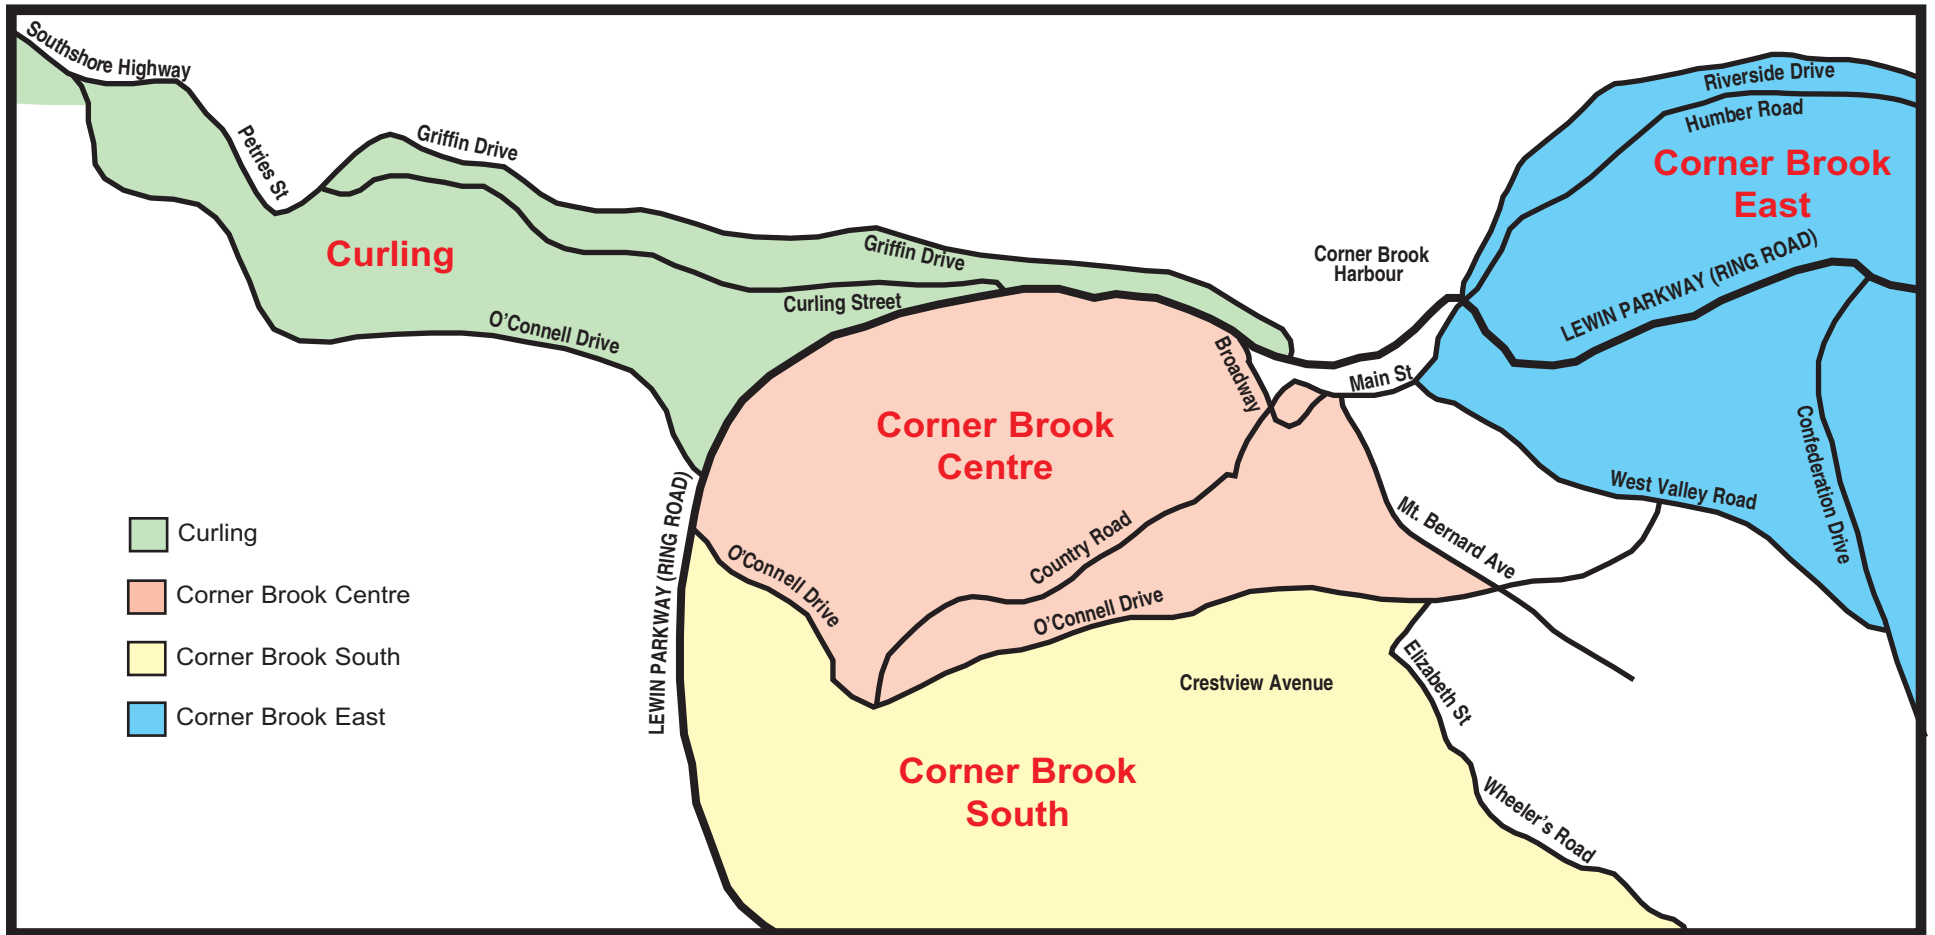 Southshore Highway
Petries St
Griffin Drive
Riverside Drive
Humber Road
Corner Brook
East
Curling
Griffin Drive
Corner Brook
Harbour
LEWIN PARKWAY (RING ROAD)
Curling Street
O'Connell Drive
Broadway
Main St
Corner Brook
Centre
Confederation Drive
West Valley Road
Mt. Bernard Ave
LEWIN PARKWAY (RING ROAD)
O'Connell Drive
Country Road
O'Connell Drive
Elizabeth St
Crestview Avenue
Corner Brook
South
Wheeler's Road
Curling
Corner Brook Centre
Corner Brook South
Corner Brook East